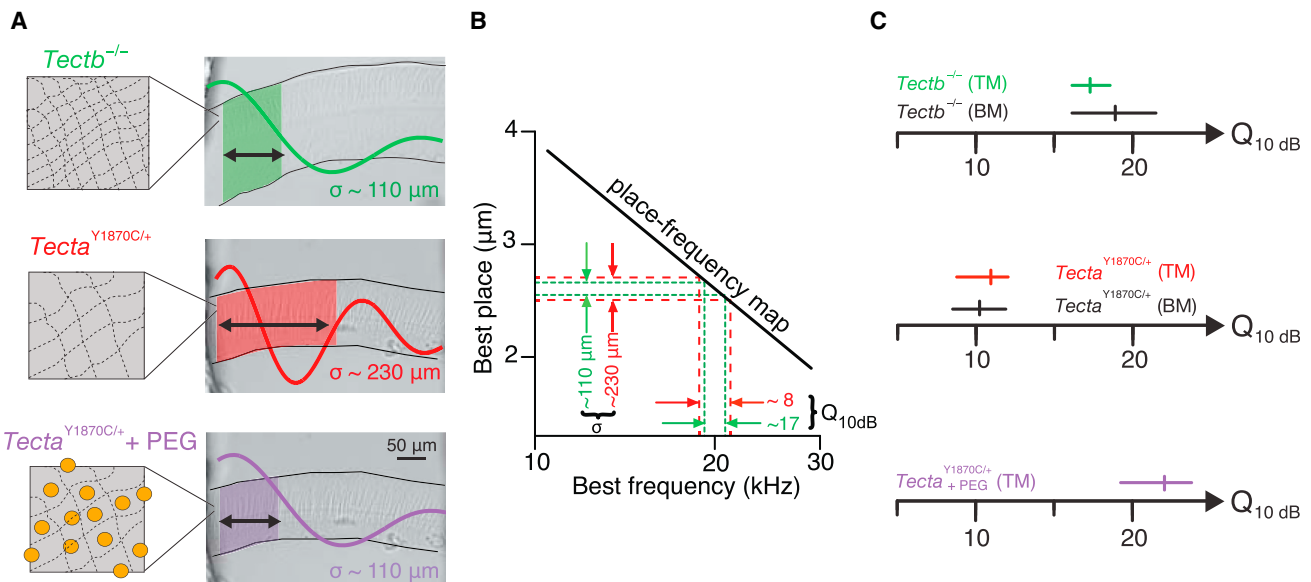 A
Tectb–/–
σ ~ 110 µm
TectaY1870C/+
σ ~ 230 µm
TectaY1870C/+ + PEG
50 µm
σ ~ 110 µm
B
Best place (µm)
4
3
2
place-frequency map
~110 µm
~230 µm
σ
~ 8
~17
Q10dB
10
20
30
Best frequency (kHz)
C
Tectb–/– (TM)
Tectb–/– (BM)
Q10 dB
10
20
TectaY1870C/+ (TM)
TectaY1870C/+ (BM)
Q10 dB
10
20
TectaY1870C/+ + PEG (TM)
Q10 dB
10
20